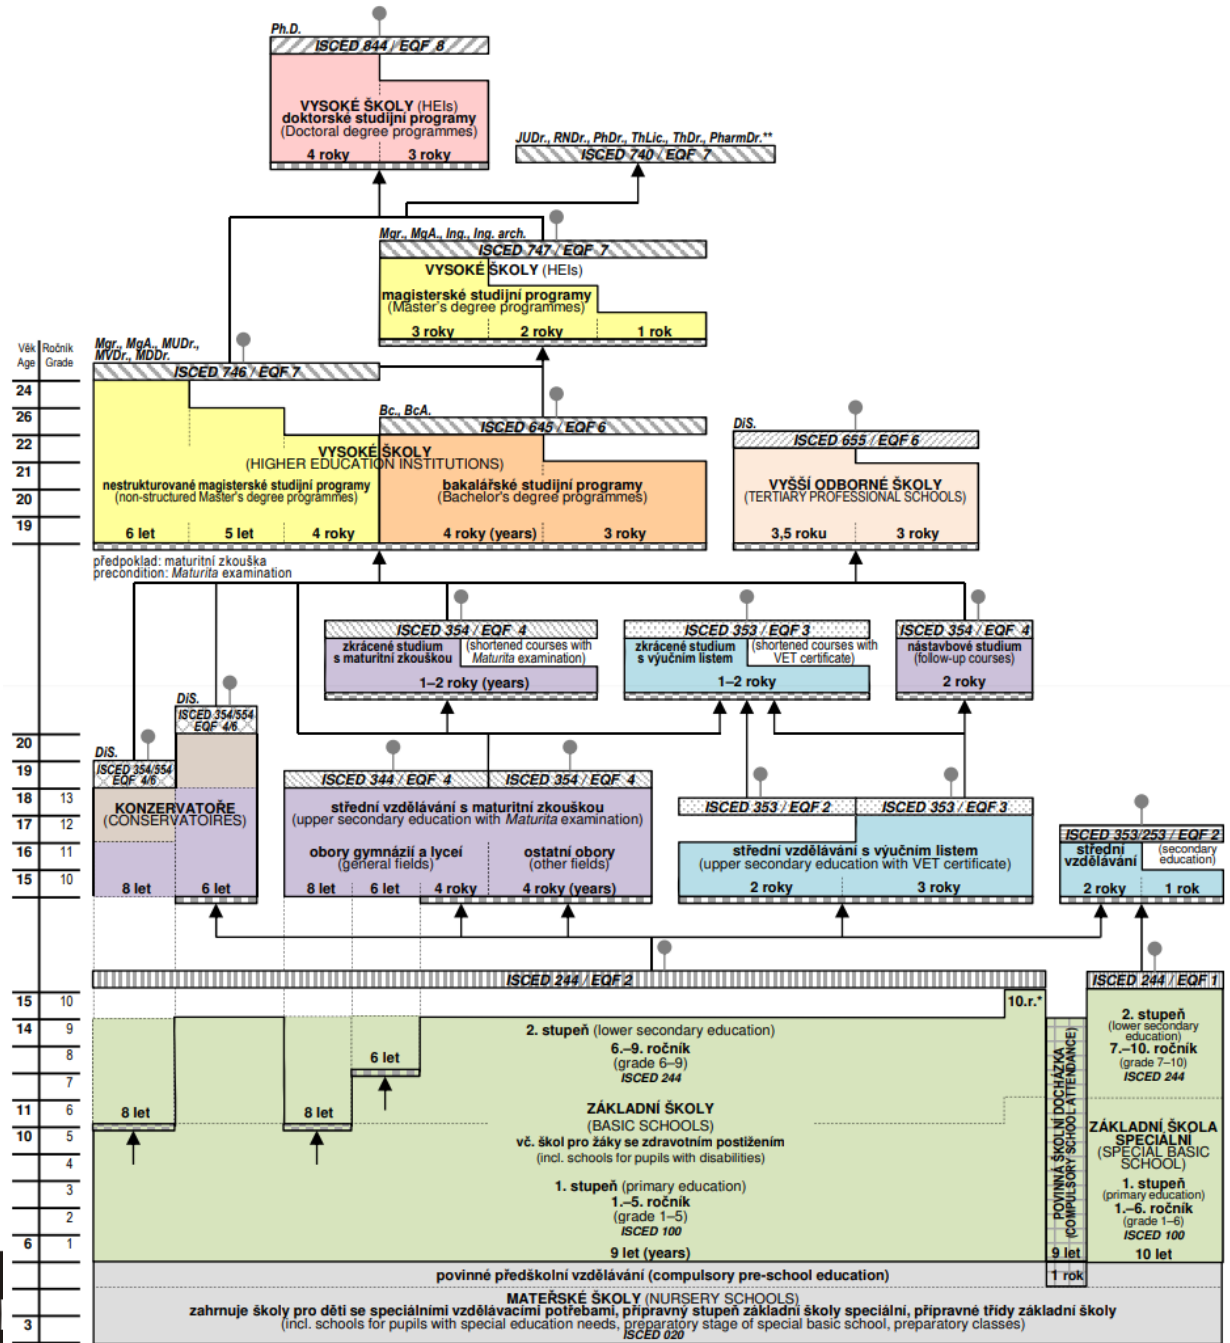 Ph.D.
ISCED 844 / EQF 8
VYSOKÉ ŠKOLY (HEIs)
doktorské studijní programy
(Doctoral degree programmes)
4 roky 3 roky
JUDr., RNDr., PhDr., ThLic., ThDr., PharmDr.**
ISCED 740 / EQF 7
Mgr., MgA., Ing., Ing. arch.
ISCED 747 / EQF 7
VYSOKÉ ŠKOLY (HEIs)
magisterské studijní programy
(Master's degree programmes)
3 roky 2 roky 1 rok
Věk Ročník
Age Grade
Mgr., MgA., MUDr.,
MVDr., MDDr.
ISCED 746 / EQF 7
24
26
22
21
20
19
Bc., BcA.
ISCED 645 / EQF 6
VYSOKÉ ŠKOLY
(HIGHER EDUCATION INSTITUTIONS)
nestrukturované magisterské studijní programy
(non-structured Master's degree programmes)
6 let 5 let 4 roky
bakalářské studijní programy
(Bachelor's degree programmes)
4 roky (years) 3 roky
DiS.
ISCED 655 / EQF 6
VYŠŠÍ ODBORNÉ ŠKOLY
(TERTIARY PROFESSIONAL SCHOOLS)
3,5 roku 3 roky
předpoklad: maturitní zkouška
precondition: Maturita examination
ISCED 354 / EQF 4
zkrácené studium
s maturitní zkouškou
(shortened courses with
Maturita examination)
1–2 roky (years)
ISCED 353 / EQF 3
zkrácené studium
s výučním listem
(shortened courses with
VET certificate)
1–2 roky
ISCED 354 / EQF 4
nástavbové studium
(follow-up courses)
2 roky
DiS.
ISCED 354/554
EQF 4/6
DiS.
ISCED 354/554
EQF 4/6
20
19
18 13
17 12
16 11
15 10
KONZERVATOŘE
(CONSERVATOIRES)
8 let 6 let
ISCED 344 / EQF 4
ISCED 354 / EQF 4
střední vzdělávání s maturitní zkouškou
(upper secondary education with Maturita examination)
obory gymnázií a lyceí
(general fields)
8 let 6 let 4 roky
ostatní obory
(other fields)
4 roky (years)
ISCED 353 / EQF 2
ISCED 353 / EQF 3
střední vzdělávání s výučním listem
(upper secondary education with VET certificate)
2 roky 3 roky
ISCED 353/253 / EQF 2
střední
vzdělávání
(secondary
education)
2 roky 1 rok
ISCED 244 / EQF 2
ISCED 244 / EQF 1
15 10
14 9
8
7
11 6
10 5
4
3
2
6 1
3
10.r.*
2. stupeň (lower secondary education)
6.–9. ročník
(grade 6–9)
ISCED 244
6 let
8 let
8 let
ZÁKLADNÍ ŠKOLY
(BASIC SCHOOLS)
vč. škol pro žáky se zdravotním postižením
(incl. schools for pupils with disabilities)
1. stupeň (primary education)
1.–5. ročník
(grade 1–5)
ISCED 100
9 let (years)
POVINNÁ ŠKOLNÍ DOCHÁZKA
(COMPULSORY SCHOOL ATTENDANCE)
9 let
1 rok
2. stupeň
(lower secondary
education)
7.–10. ročník
(grade 7–10)
ISCED 244
ZÁKLADNÍ ŠKOLA
SPECIÁLNÍ
(SPECIAL BASIC
SCHOOL)
1. stupeň
(primary education)
1.–6. ročník
(grade 1–6)
ISCED 100
10 let
povinné předškolní vzdělávání (compulsory pre-school education)
MATEŘSKÉ ŠKOLY (NURSERY SCHOOLS)
zahrnuje školy pro děti se speciálními vzdělávacími potřebami, přípravný stupeň základní školy speciální, přípravné třídy základní školy
(incl. schools for pupils with special education needs, preparatory stage of special basic school, preparatory classes)
ISCED 020